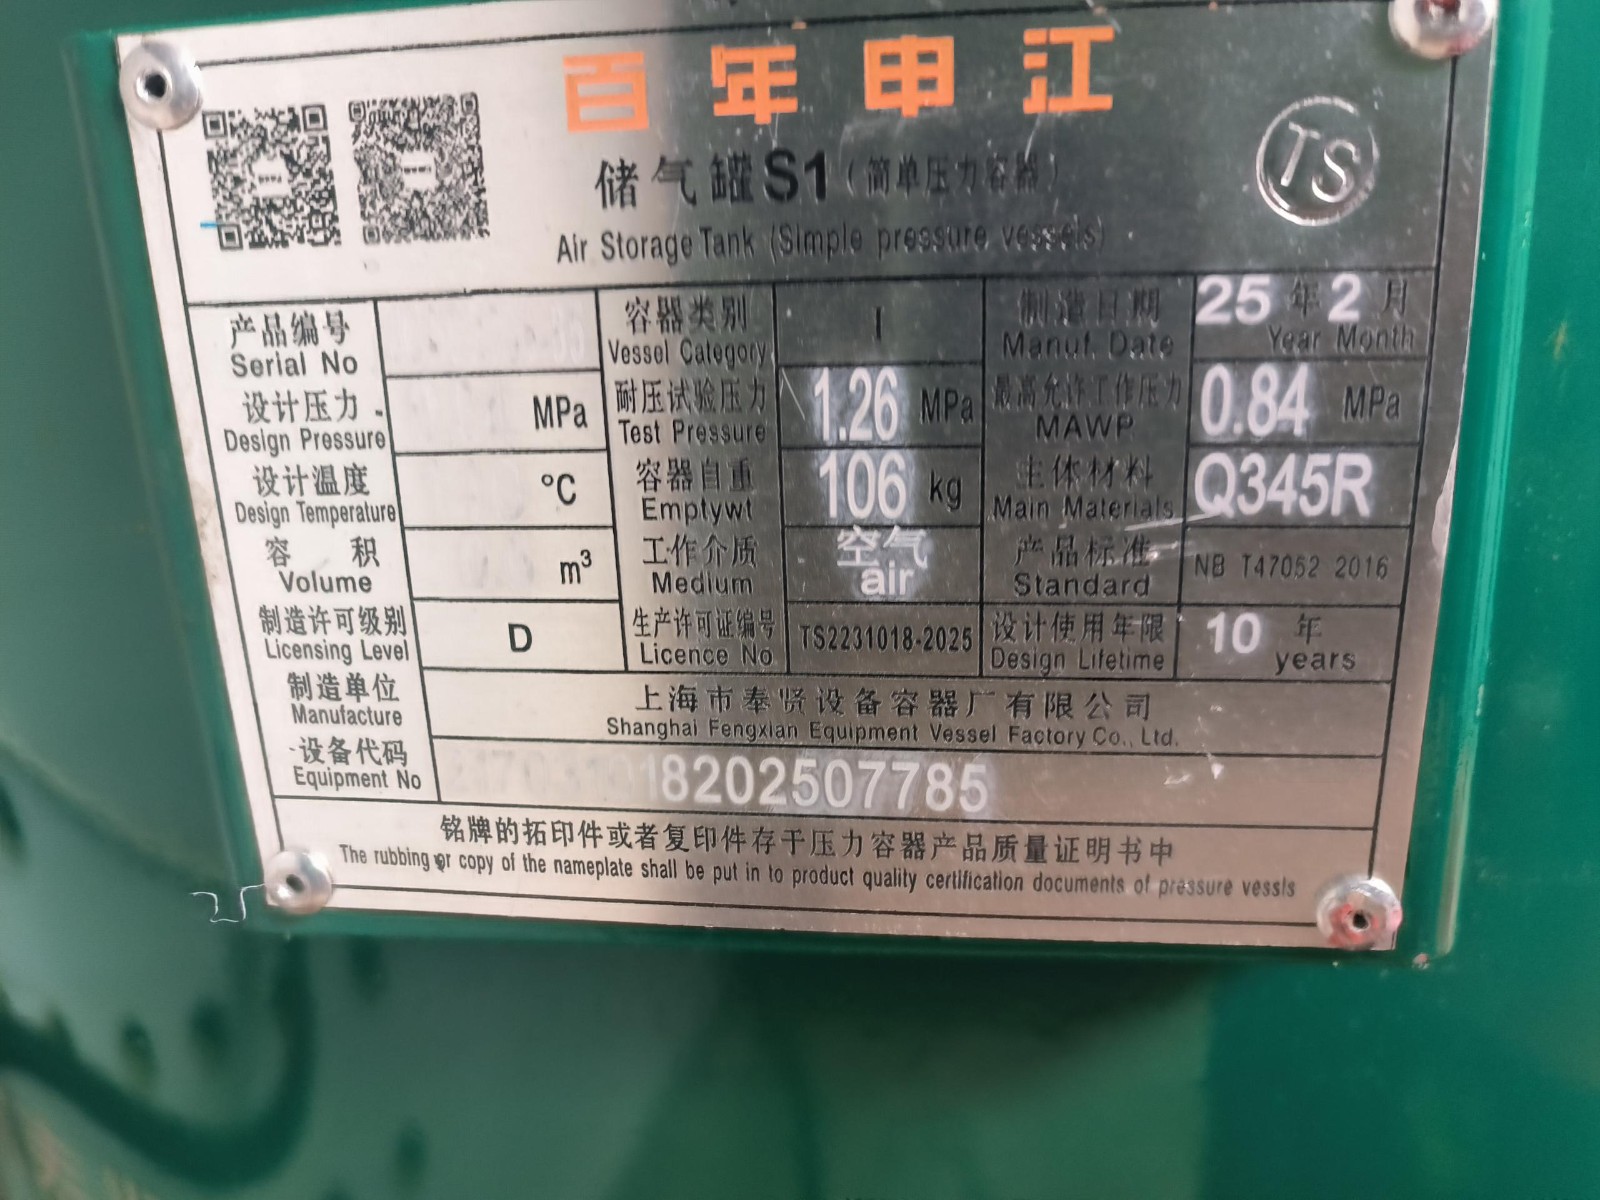 百年申江
储气罐S1(简单压力容器)
Air Storage Tank (Simple pressure vessels)
TS
产品编号
Serial No
容器类别
Vessel Category
I
制造日期
Manuf. Date
25 年 2 月
Year Month
设计压力
Design Pressure
MPa
耐压试验压力
Test Pressure
1.26 MPa
最高允许工作压力
MAWP
0.84 MPa
设计温度
Design Temperature
°C
容器自重
Emptywt
106 kg
主体材料
Main Materials
Q345R
容 积
Volume
m³
工作介质
Medium
空气
air
产品标准
Standard
NB T47052 2016
制造许可级别
Licensing Level
D
生产许可证编号
Licence No
TS2231018-2025
设计使用年限
Design Lifetime
10 年
years
制造单位
Manufacture
上海市奉贤设备容器厂有限公司
Shanghai Fengxian Equipment Vessel Factory Co., Ltd.
设备代码
Equipment No
18202507785
铭牌的拓印件或者复印件存于压力容器产品质量证明书中
The rubbing or copy of the nameplate shall be put in to product quality certification documents of pressure vessls